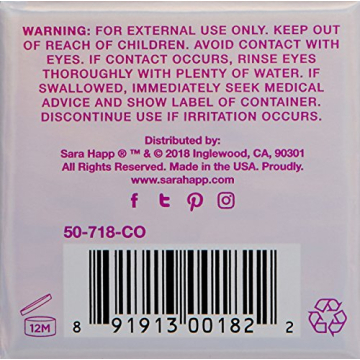 WARNING: FOR EXTERNAL USE ONLY. KEEP OUT
OF REACH OF CHILDREN. AVOID CONTACT WITH
EYES. IF CONTACT OCCURS, RINSE EYES
THOROUGHLY WITH PLENTY OF WATER. IF
SWALLOWED, IMMEDIATELY SEEK MEDICAL
ADVICE AND SHOW LABEL OF CONTAINER.
DISCONTINUE USE IF IRRITATION OCCURS.
Distributed by:
Sara Happ ® ™ & © 2018 Inglewood, CA, 90301
All Rights Reserved. Made in the USA. Proudly.
www.sarahapp.com
50-718-CO
12M
8 91913 00182 2